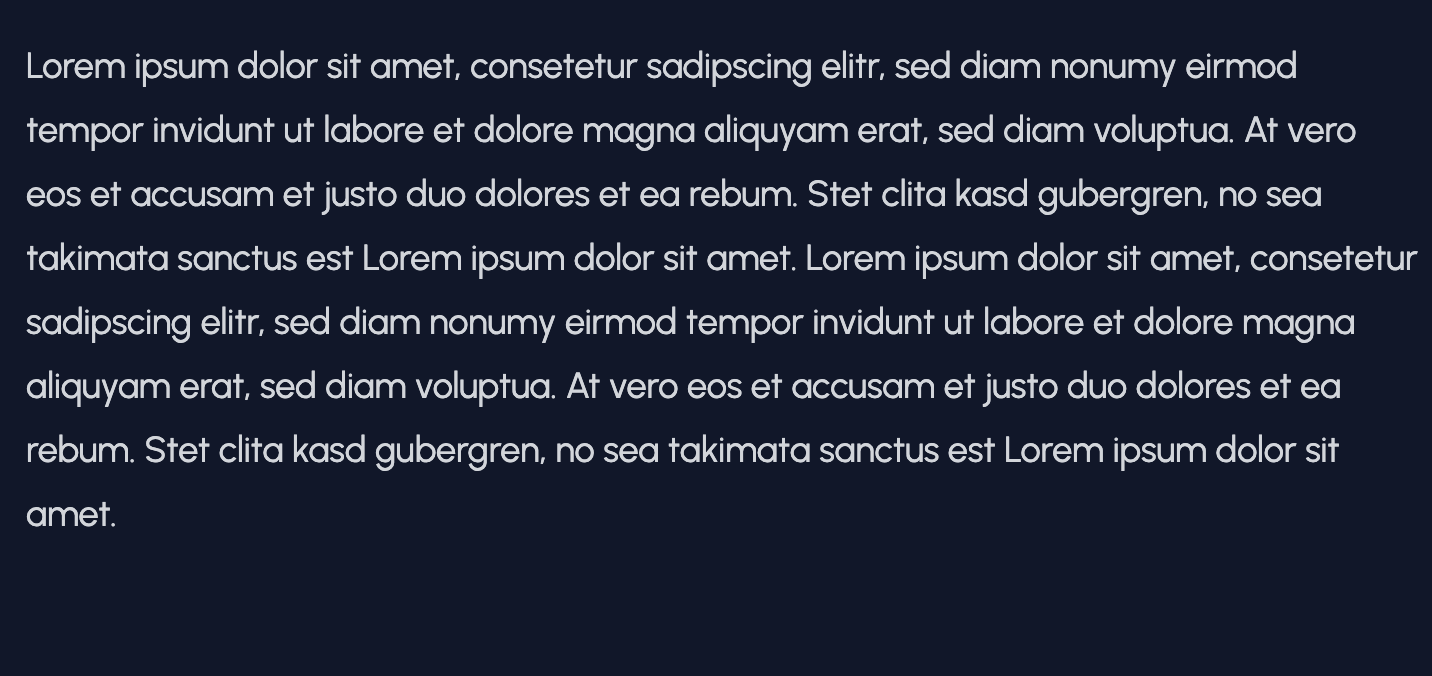 Lorem ipsum dolor sit amet, consetetur sadipscing elitr, sed diam nonumy eirmod
tempor invidunt ut labore et dolore magna aliquyam erat, sed diam voluptua. At vero
eos et accusam et justo duo dolores et ea rebum. Stet clita kasd gubergren, no sea
takimata sanctus est Lorem ipsum dolor sit amet. Lorem ipsum dolor sit amet, consetetur
sadipscing elitr, sed diam nonumy eirmod tempor invidunt ut labore et dolore magna
aliquyam erat, sed diam voluptua. At vero eos et accusam et justo duo dolores et ea
rebum. Stet clita kasd gubergren, no sea takimata sanctus est Lorem ipsum dolor sit
amet.